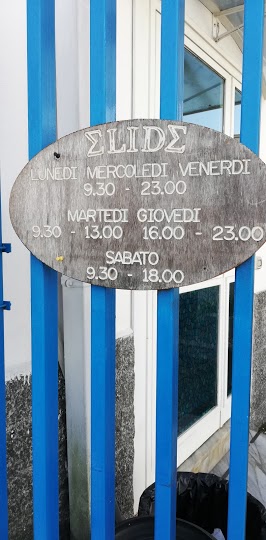 ΣLIDΣ
LUNEDI MERCOLEDI VENERDI
9.30 - 23.00
MARTEDI GIOVEDI
9.30 - 13.00 16.00 - 23.00
SABATO
9.30 - 18.00